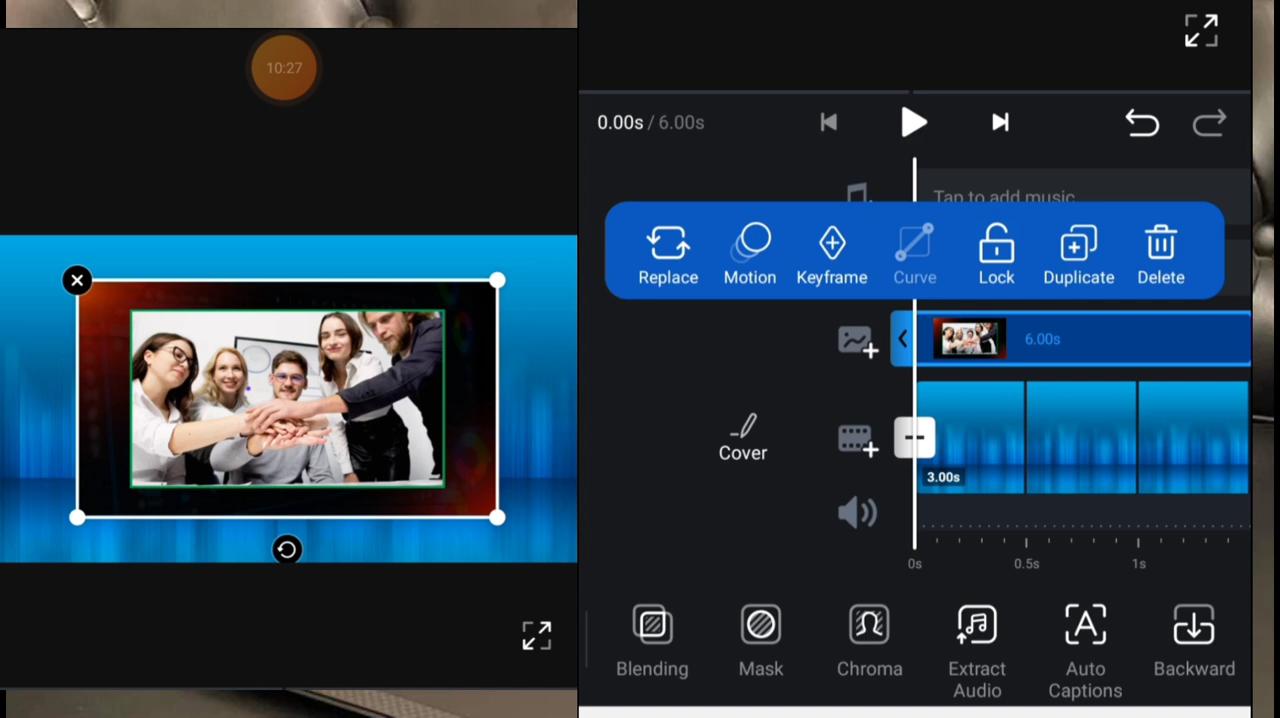 10:27
0.00s / 6.00s
Tap to add music
Replace
Motion
Keyframe
Curve
Lock
Duplicate
Delete
6.00s
Cover
3.00s
0s
0.5s
1s
Blending
Mask
Chroma
Extract
Audio
Auto
Captions
Backward